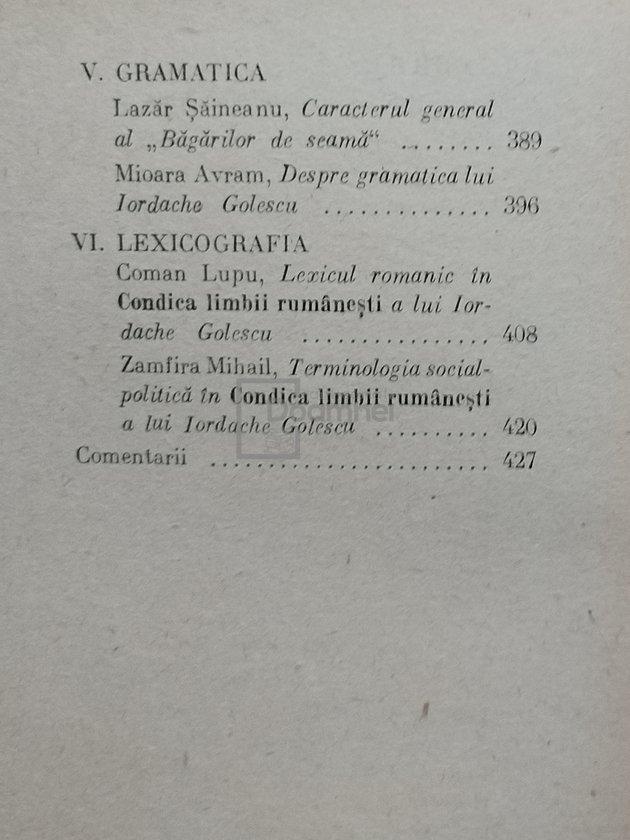 V. GRAMATICA
Lazăr Șăineanu, Caracterul general
al „Băgărilor de seamă“ ........ 389
Mioara Avram, Despre gramatica lui
Iordache Golescu .............. 396
VI. LEXICOGRAFIA
Coman Lupu, Lexicul romanic în
Condica limbii rumânești a lui Ior-
dache Golescu ................ 408
Zamfira Mihail, Terminologia social-
politică în Condica limbii rumânești
a lui Iordache Golescu .......... 420
Comentarii ........................ 427